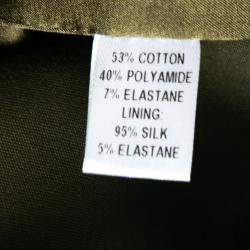 53% COTTON
40% POLYAMIDE
7% ELASTANE
LINING:
95% SILK
5% ELASTANE